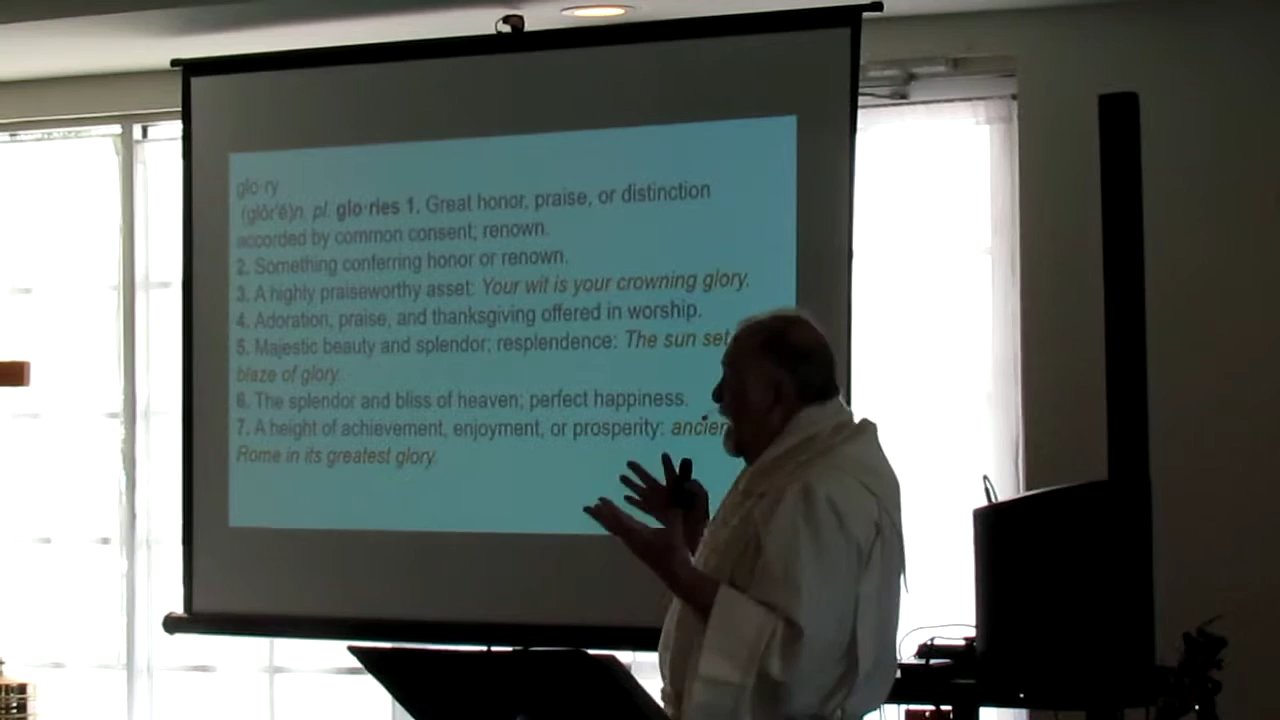 glo·ry
(glôr′ē)n. pl. glo·ries 1. Great honor, praise, or distinction
accorded by common consent; renown.
2. Something conferring honor or renown.
3. A highly praiseworthy asset: Your wit is your crowning glory.
4. Adoration, praise, and thanksgiving offered in worship.
5. Majestic beauty and splendor; resplendence: The sun set
blaze of glory.
6. The splendor and bliss of heaven; perfect happiness.
7. A height of achievement, enjoyment, or prosperity:
Rome in its greatest glory.